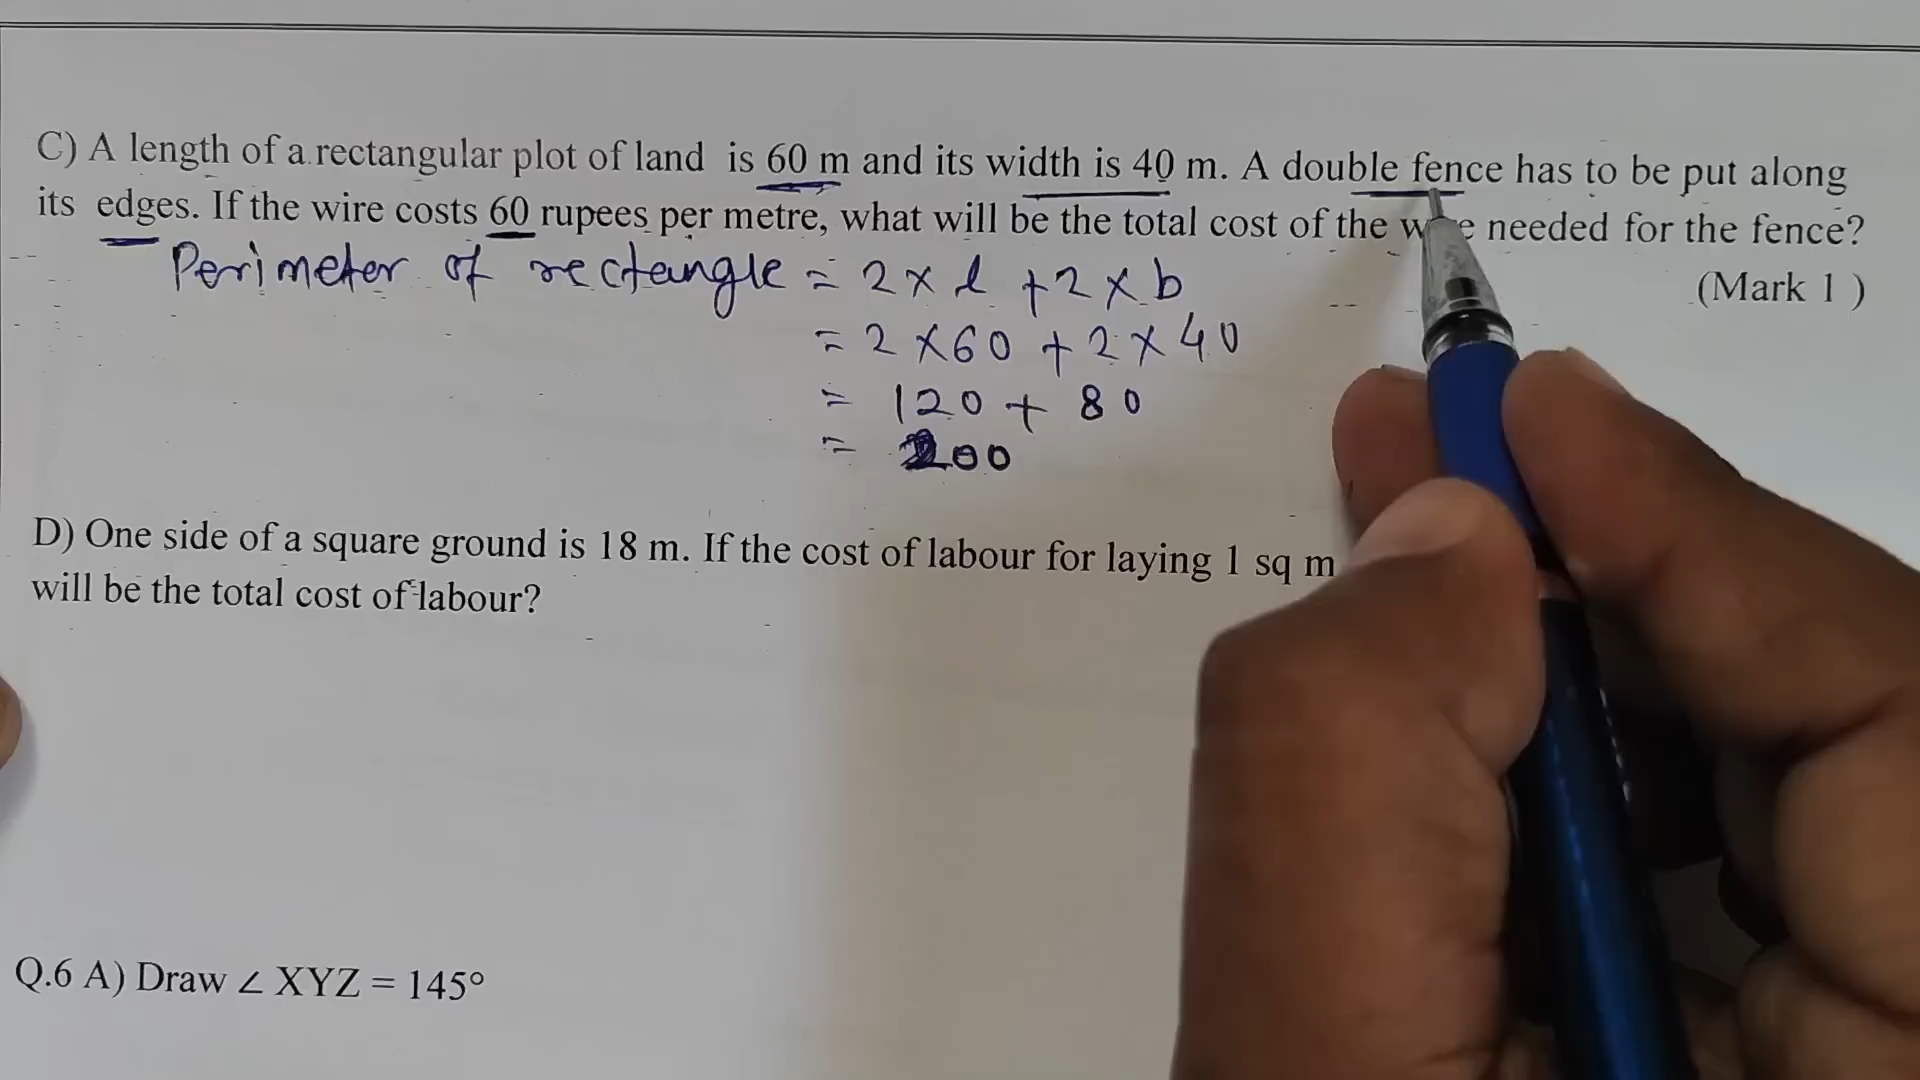 C) A length of a rectangular plot of land is 60 m and its width is 40 m. A double fence has to be put along
its edges. If the wire costs 60 rupees per metre, what will be the total cost of the needed for the fence?
(Mark 1 )
Perimeter of rectangle = 2 × l + 2 × b
= 2 × 60 + 2 × 40
= 120 + 80
= 200
D) One side of a square ground is 18 m. If the cost of labour for laying 1 sq m
will be the total cost of labour?
Q.6 A) Draw ∠ XYZ = 145°